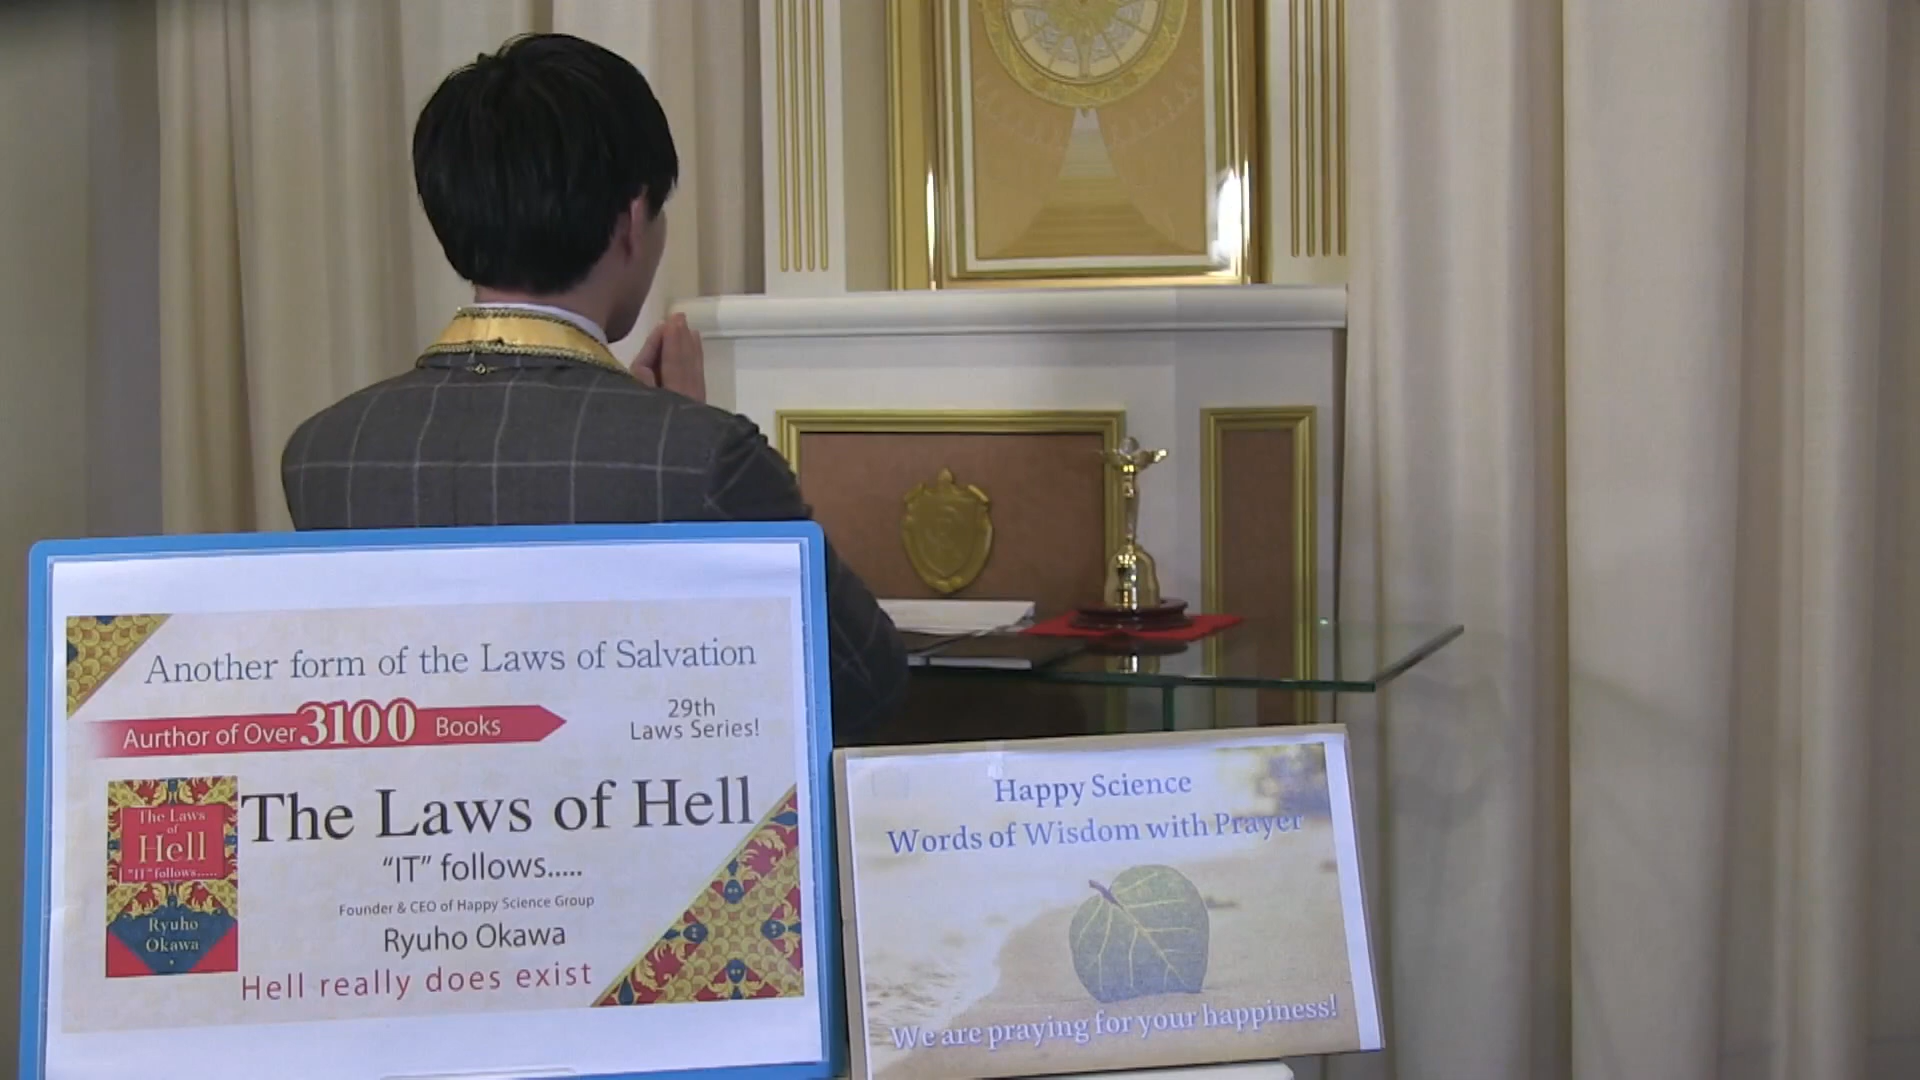 Another form of the Laws of Salvation
Aurthor of Over 3100 Books
29th
Laws Series!
The Laws
of
Hell
"IT" follows.....
Ryuho
Okawa
The Laws of Hell
"IT" follows.....
Founder & CEO of Happy Science Group
Ryuho Okawa
Hell really does exist
Happy Science
Words of Wisdom with Prayer
We are praying for your happiness!